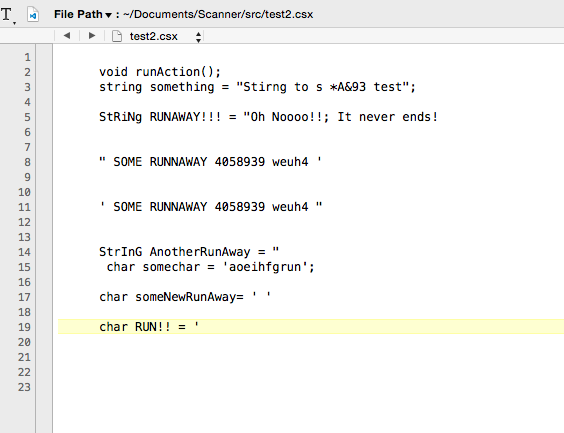 T. File Path ▾ : ~/Documents/Scanner/src/test2.csx
◀ ▶ test2.csx
1
2 void runAction();
3 string something = "Stirng to s *A&93 test";
4
5 StRiNg RUNAWAY!!! = "Oh Noooo!!; It never ends!
6
7
8 " SOME RUNNAWAY 4058939 weuh4 '
9
10
11 ' SOME RUNNAWAY 4058939 weuh4 "
12
13
14 StrInG AnotherRunAway = "
15 char somechar = 'aoeihfgrun';
16
17 char someNewRunAway= ' '
18
19 char RUN!! = '
20
21
22
23